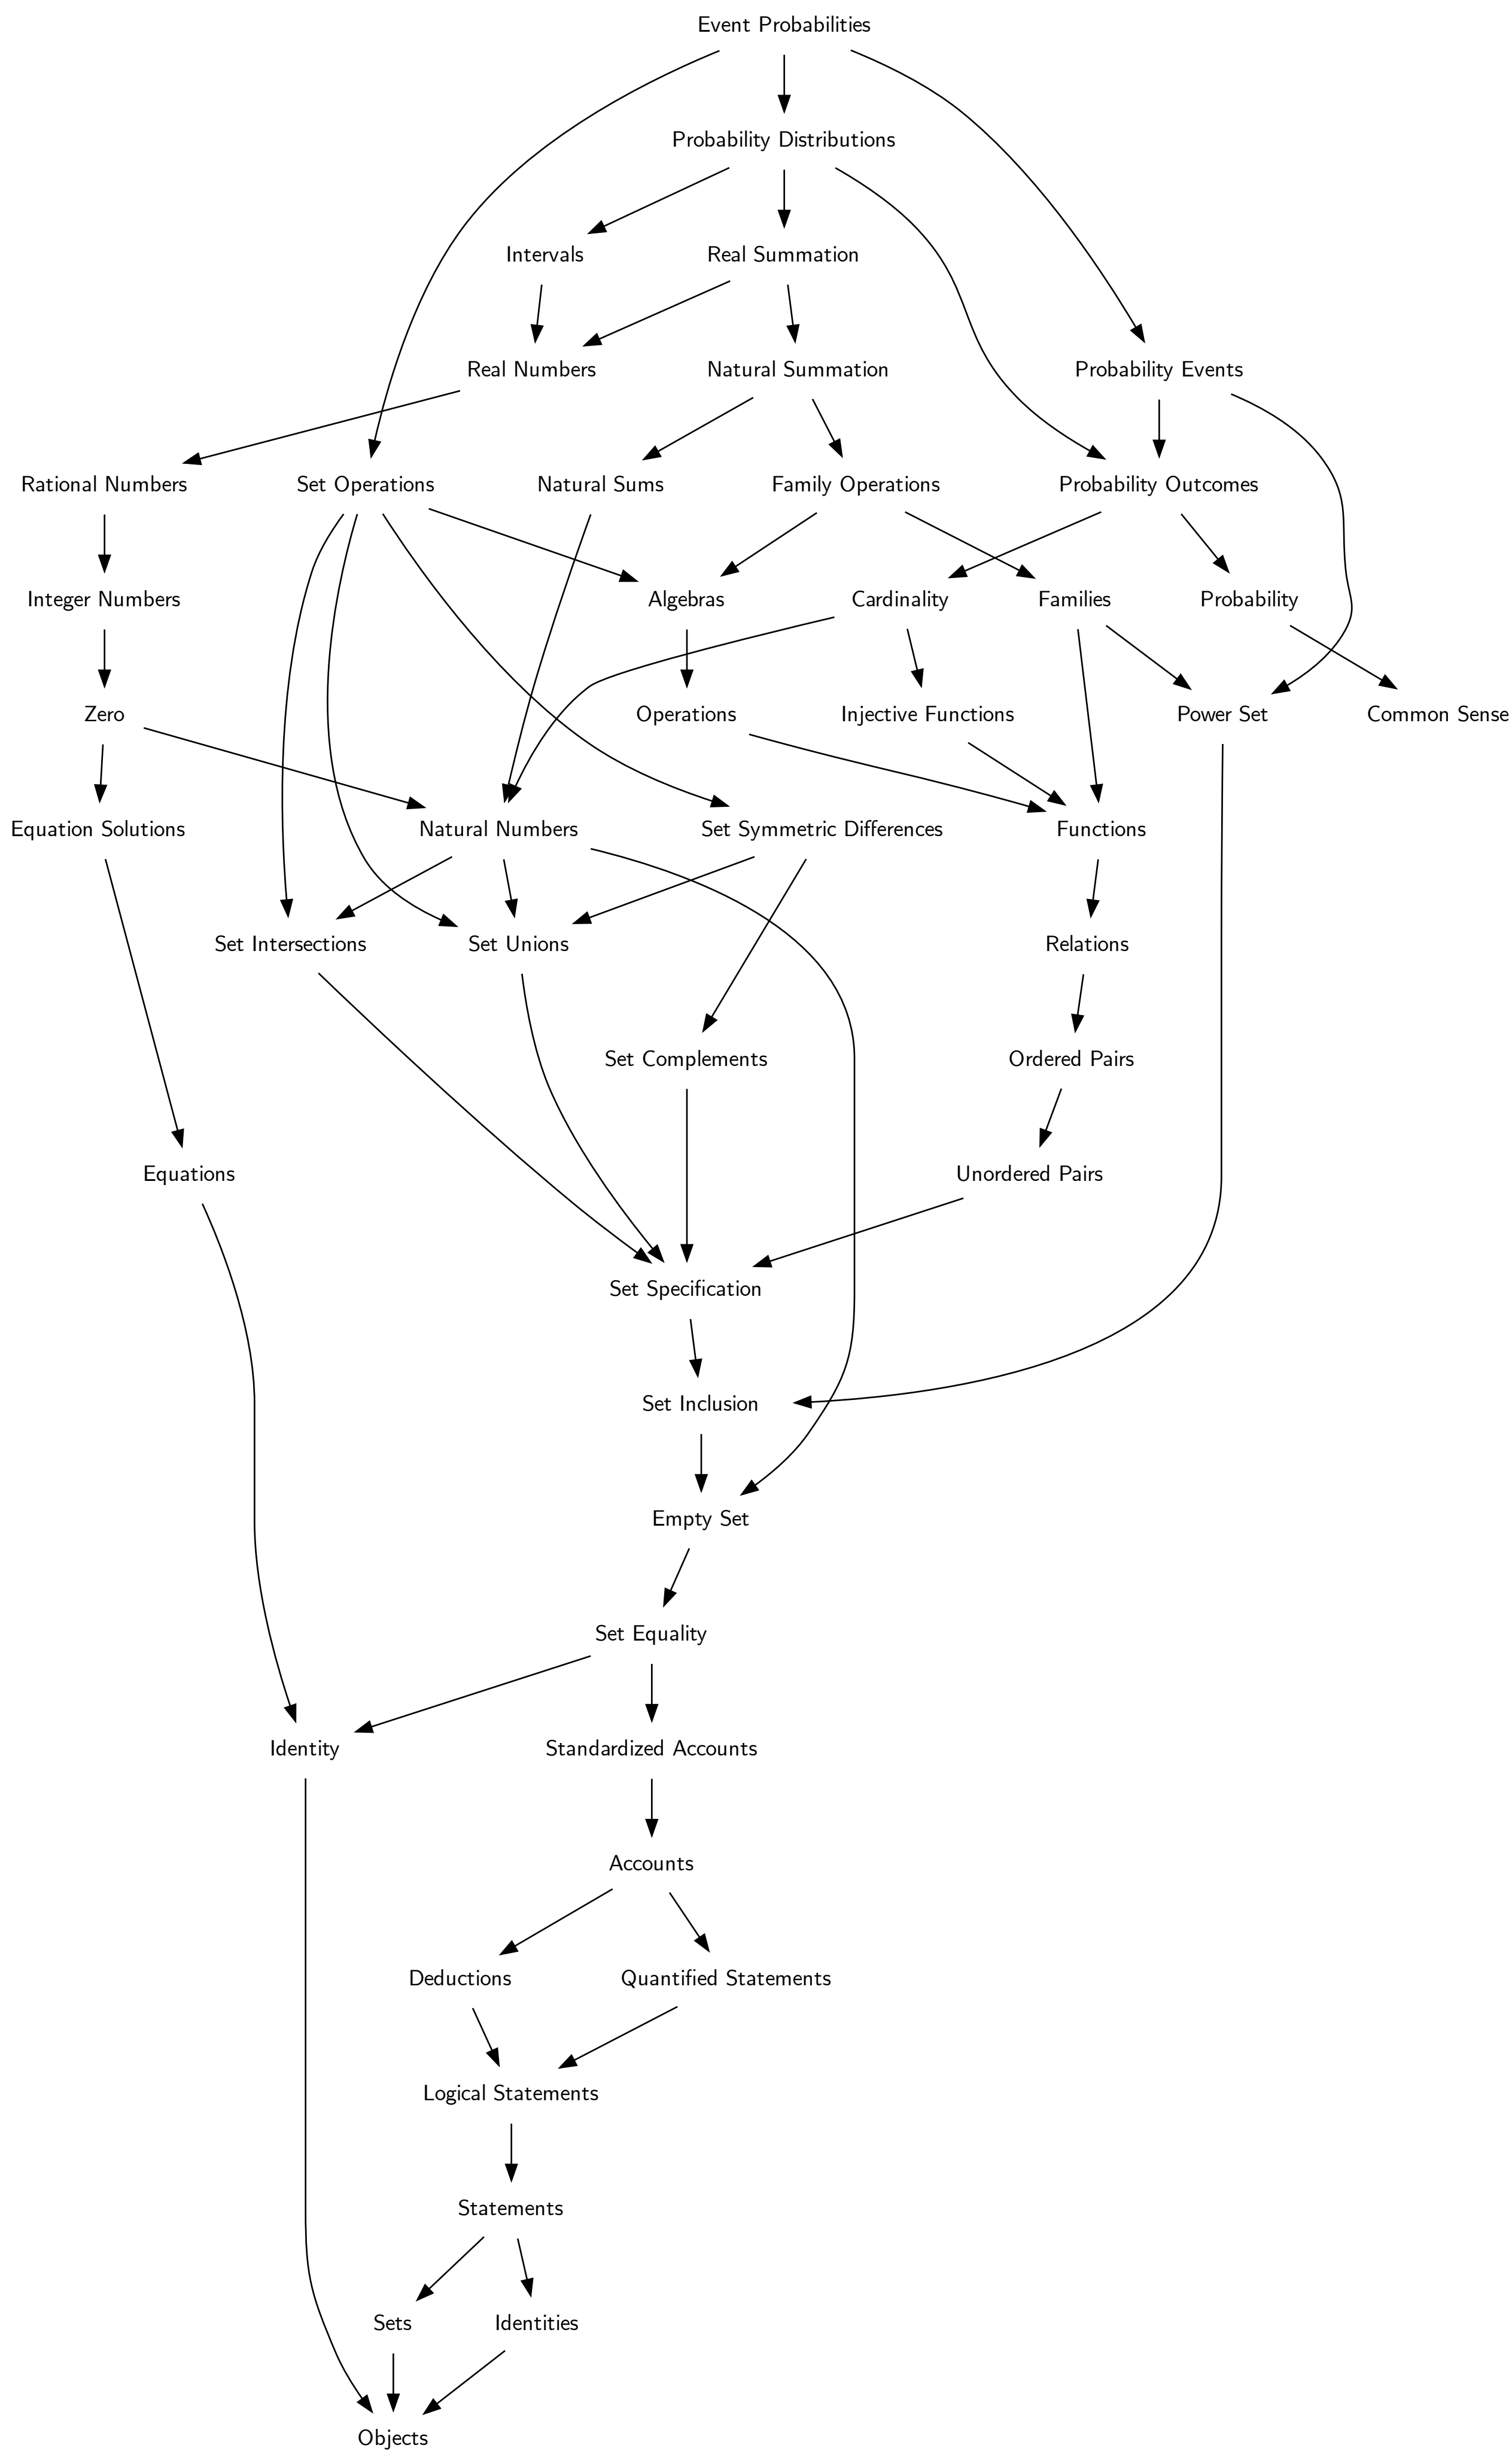 Event Probabilities
Probability Distributions
Intervals
Real Summation
Real Numbers
Natural Summation
Probability Events
Rational Numbers
Set Operations
Natural Sums
Family Operations
Probability Outcomes
Integer Numbers
Algebras
Cardinality
Families
Probability
Zero
Operations
Injective Functions
Power Set
Common Sense
Equation Solutions
Natural Numbers
Set Symmetric Differences
Functions
Set Intersections
Set Unions
Relations
Set Complements
Ordered Pairs
Equations
Unordered Pairs
Set Specification
Set Inclusion
Empty Set
Set Equality
Identity
Standardized Accounts
Accounts
Deductions
Quantified Statements
Logical Statements
Statements
Sets
Identities
Objects